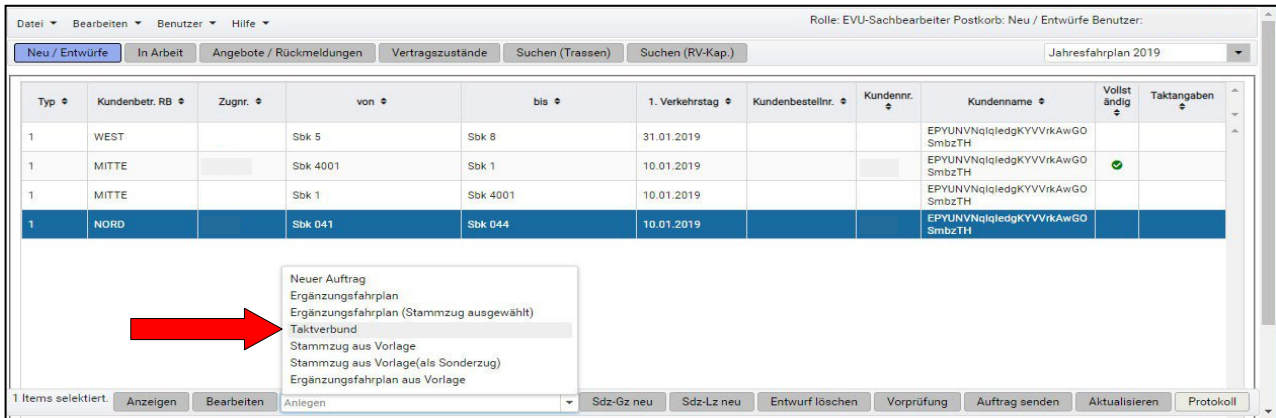 Datei Bearbeiten Benutzer Hilfe Rolle: EVU-Sachbearbeiter Postkorb: Neu / Entwürfe Benutzer:
Neu / Entwürfe In Arbeit Angebote / Rückmeldungen Vertragszustände Suchen (Trassen) Suchen (RV-Kap.) Jahresfahrplan 2019
Typ Kundenbetr. RB Zugnr. von bis 1. Verkehrstag Kundenbestellnr. Kundennr. Kundenname Vollst
ändig Taktangaben
1 WEST Sbk 5 Sbk 8 31.01.2019 EPYUNVNqIqIedgKYVVrkAwGO
SmbzTH
1 MITTE Sbk 4001 Sbk 1 10.01.2019 EPYUNVNqIqIedgKYVVrkAwGO
SmbzTH
1 MITTE Sbk 1 Sbk 4001 10.01.2019 EPYUNVNqIqIedgKYVVrkAwGO
SmbzTH
1 NORD Sbk 041 Sbk 044 10.01.2019 EPYUNVNqIqIedgKYVVrkAwGO
SmbzTH
Neuer Auftrag
Ergänzungsfahrplan
Ergänzungsfahrplan (Stammzug ausgewählt)
Taktverbund
Stammzug aus Vorlage
Stammzug aus Vorlage(als Sonderzug)
Ergänzungsfahrplan aus Vorlage
1 Items selektiert. Anzeigen Bearbeiten Anlegen Sdz-Gz neu Sdz-Lz neu Entwurf löschen Vorprüfung Auftrag senden Aktualisieren Protokoll